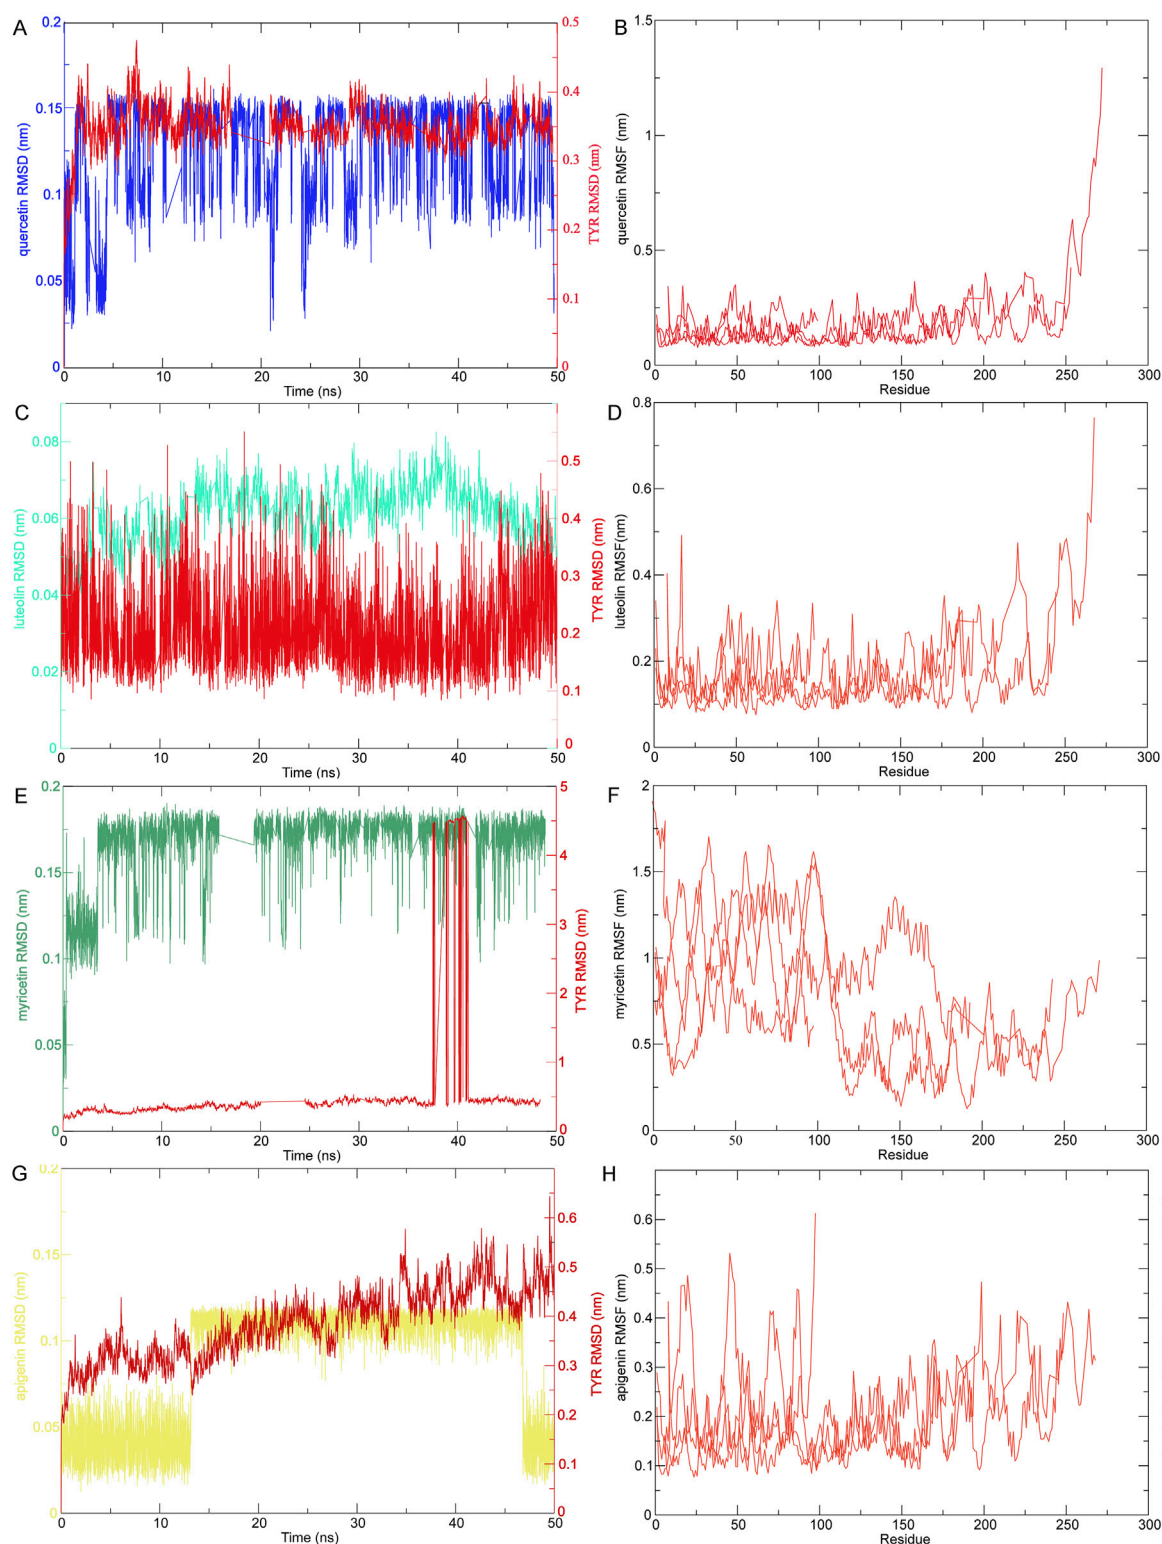 A
0.2
0.15
0.1
0.05
0
quercetin RMSD (nm)
0.5
0.4
0.3
0.2
0.1
0
TYR RMSD (nm)
0 10 20 30 40 50
Time (ns)
B
1.5
1
0.5
0
quercetin RMSF (nm)
0 50 100 150 200 250 300
Residue
C
0.08
0.06
0.04
0.02
0
luteolin RMSD (nm)
0.5
0.4
0.3
0.2
0.1
0
TYR RMSD (nm)
0 10 20 30 40 50
Time (ns)
D
0.8
0.6
0.4
0.2
0
luteolin RMSF(nm)
0 50 100 150 200 250 300
Residue
E
0.2
0.15
0.1
0.05
0
myricetin RMSD (nm)
5
4
3
2
1
0
TYR RMSD (nm)
0 10 20 30 40 50
Time (ns)
F
2
1.5
1
0.5
0
myricetin RMSF (nm)
0 50 100 150 200 250 300
Residue
G
0.2
0.15
0.1
0.05
0
apigenin RMSD (nm)
0.6
0.5
0.4
0.3
0.2
0.1
0
TYR RMSD (nm)
0 10 20 30 40 50
Time (ns)
H
0.6
0.5
0.4
0.3
0.2
0.1
0
apigenin RMSF (nm)
0 50 100 150 200 250 300
Residue